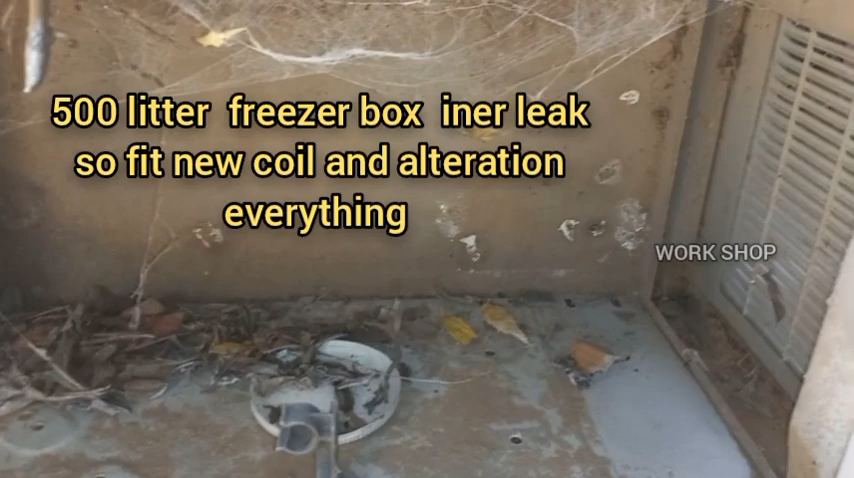 500 litter freezer box iner leak
so fit new coil and alteration
everything
WORK SHOP